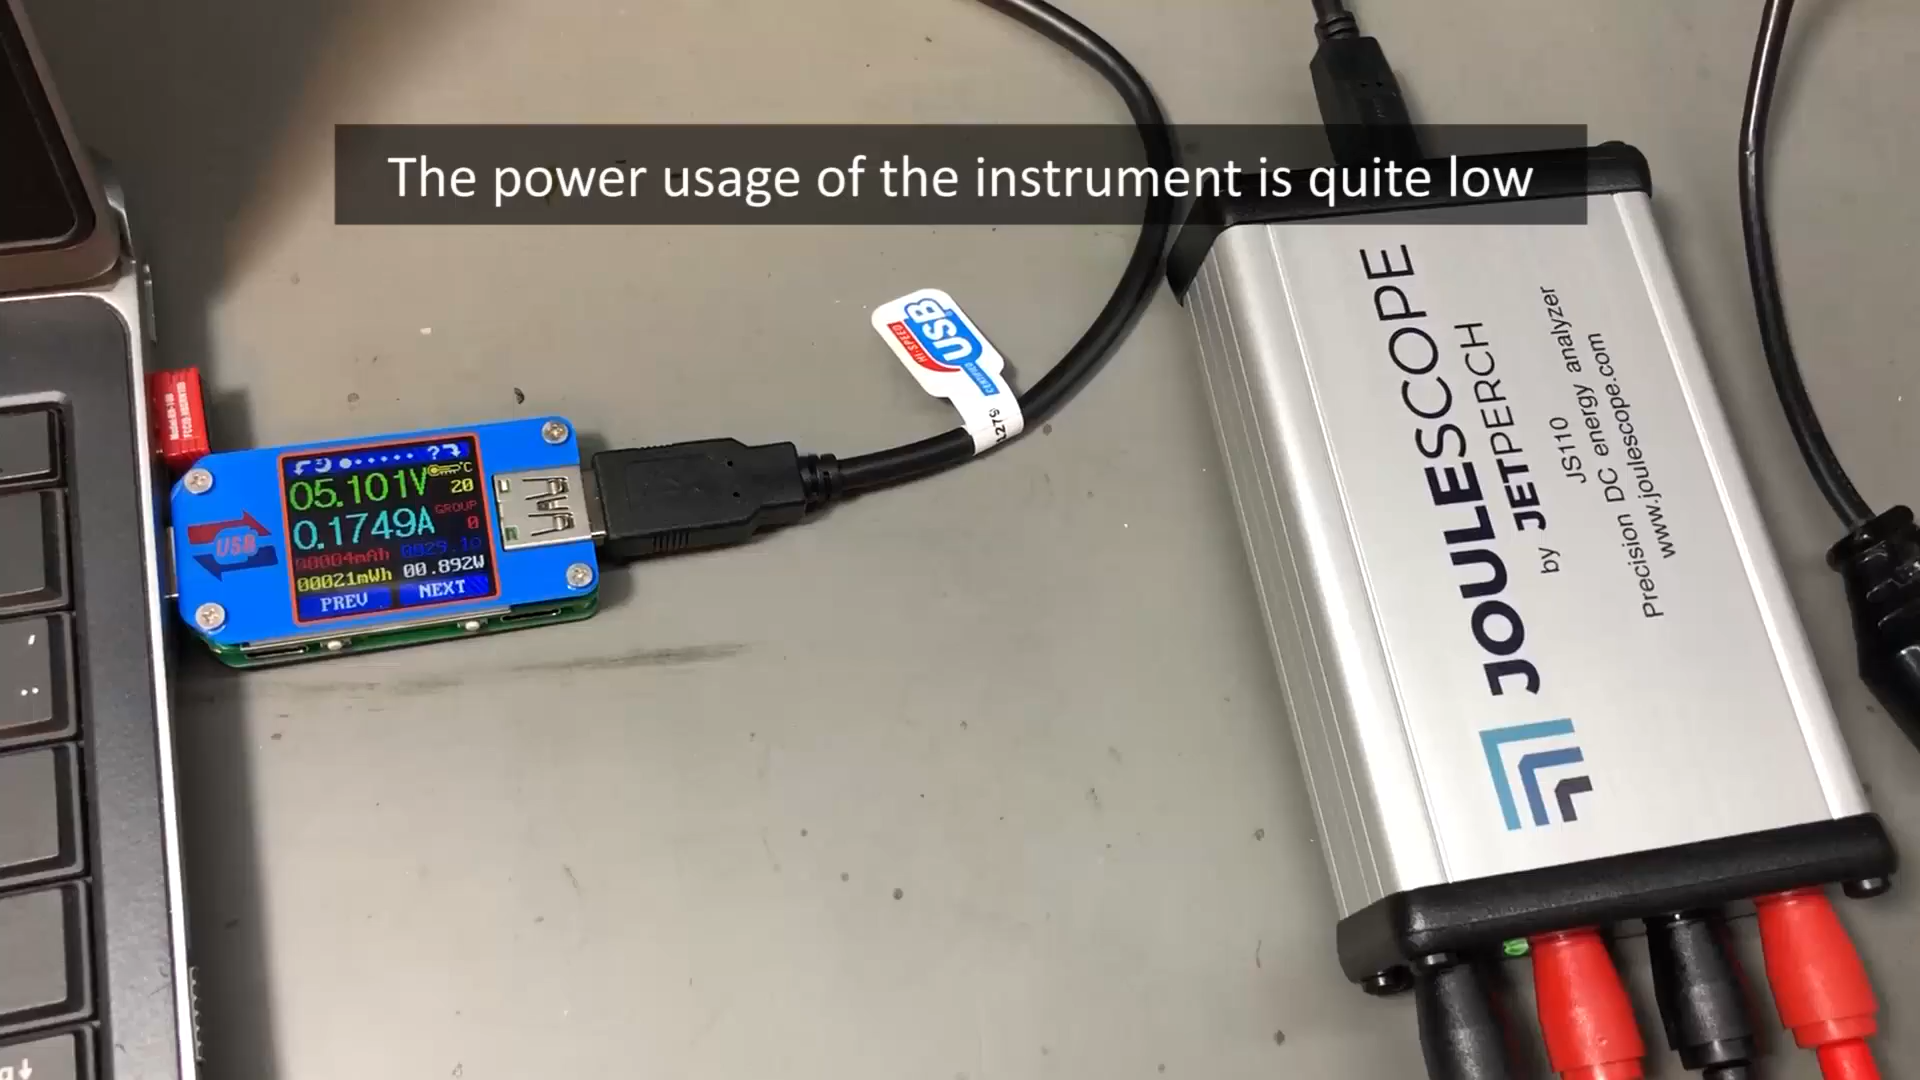 The power usage of the instrument is quite low
05.101V
°C
20
0.1749A
GROUP
0
00004mAh
00021mWh 00.892W
PREV NEXT
USB
HI-SPEED
USB
CERTIFIED
JOULESCOPE
by JETPERCH
JS110
Precision DC energy analyzer
www.joulescope.com